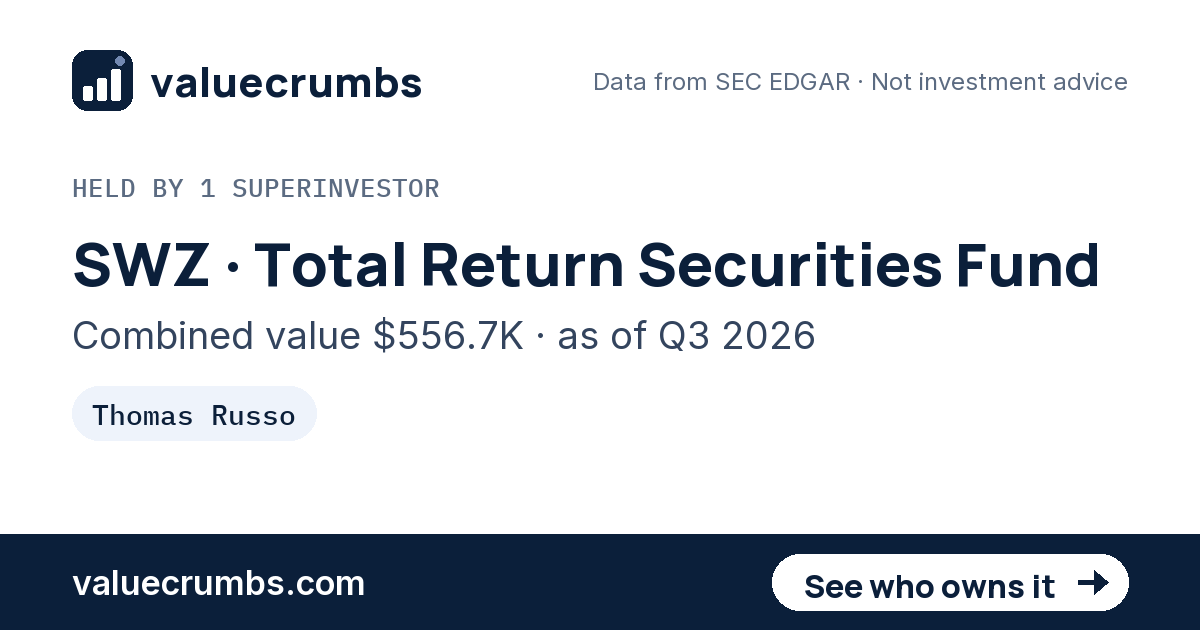 valuecrumbs
Data from SEC EDGAR · Not investment advice
HELD BY 1 SUPERINVESTOR
SWZ · Total Return Securities Fund
Combined value $556.7K · as of Q3 2026
Thomas Russo
valuecrumbs.com
See who owns it →